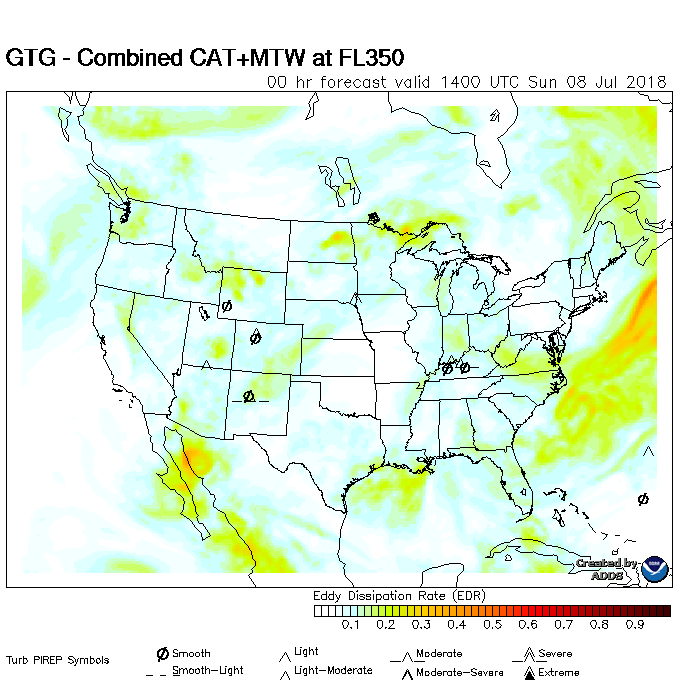 GTG - Combined CAT+MTW at FL350
00 hr forecast valid 1400 UTC Sun 08 Jul 2018
Created by
ADDS
Eddy Dissipation Rate (EDR)
0.1 0.2 0.3 0.4 0.5 0.6 0.7 0.8 0.9
Turb PIREP Symbols
Smooth Light Moderate Severe
Smooth-Light Light-Moderate Moderate-Severe Extreme